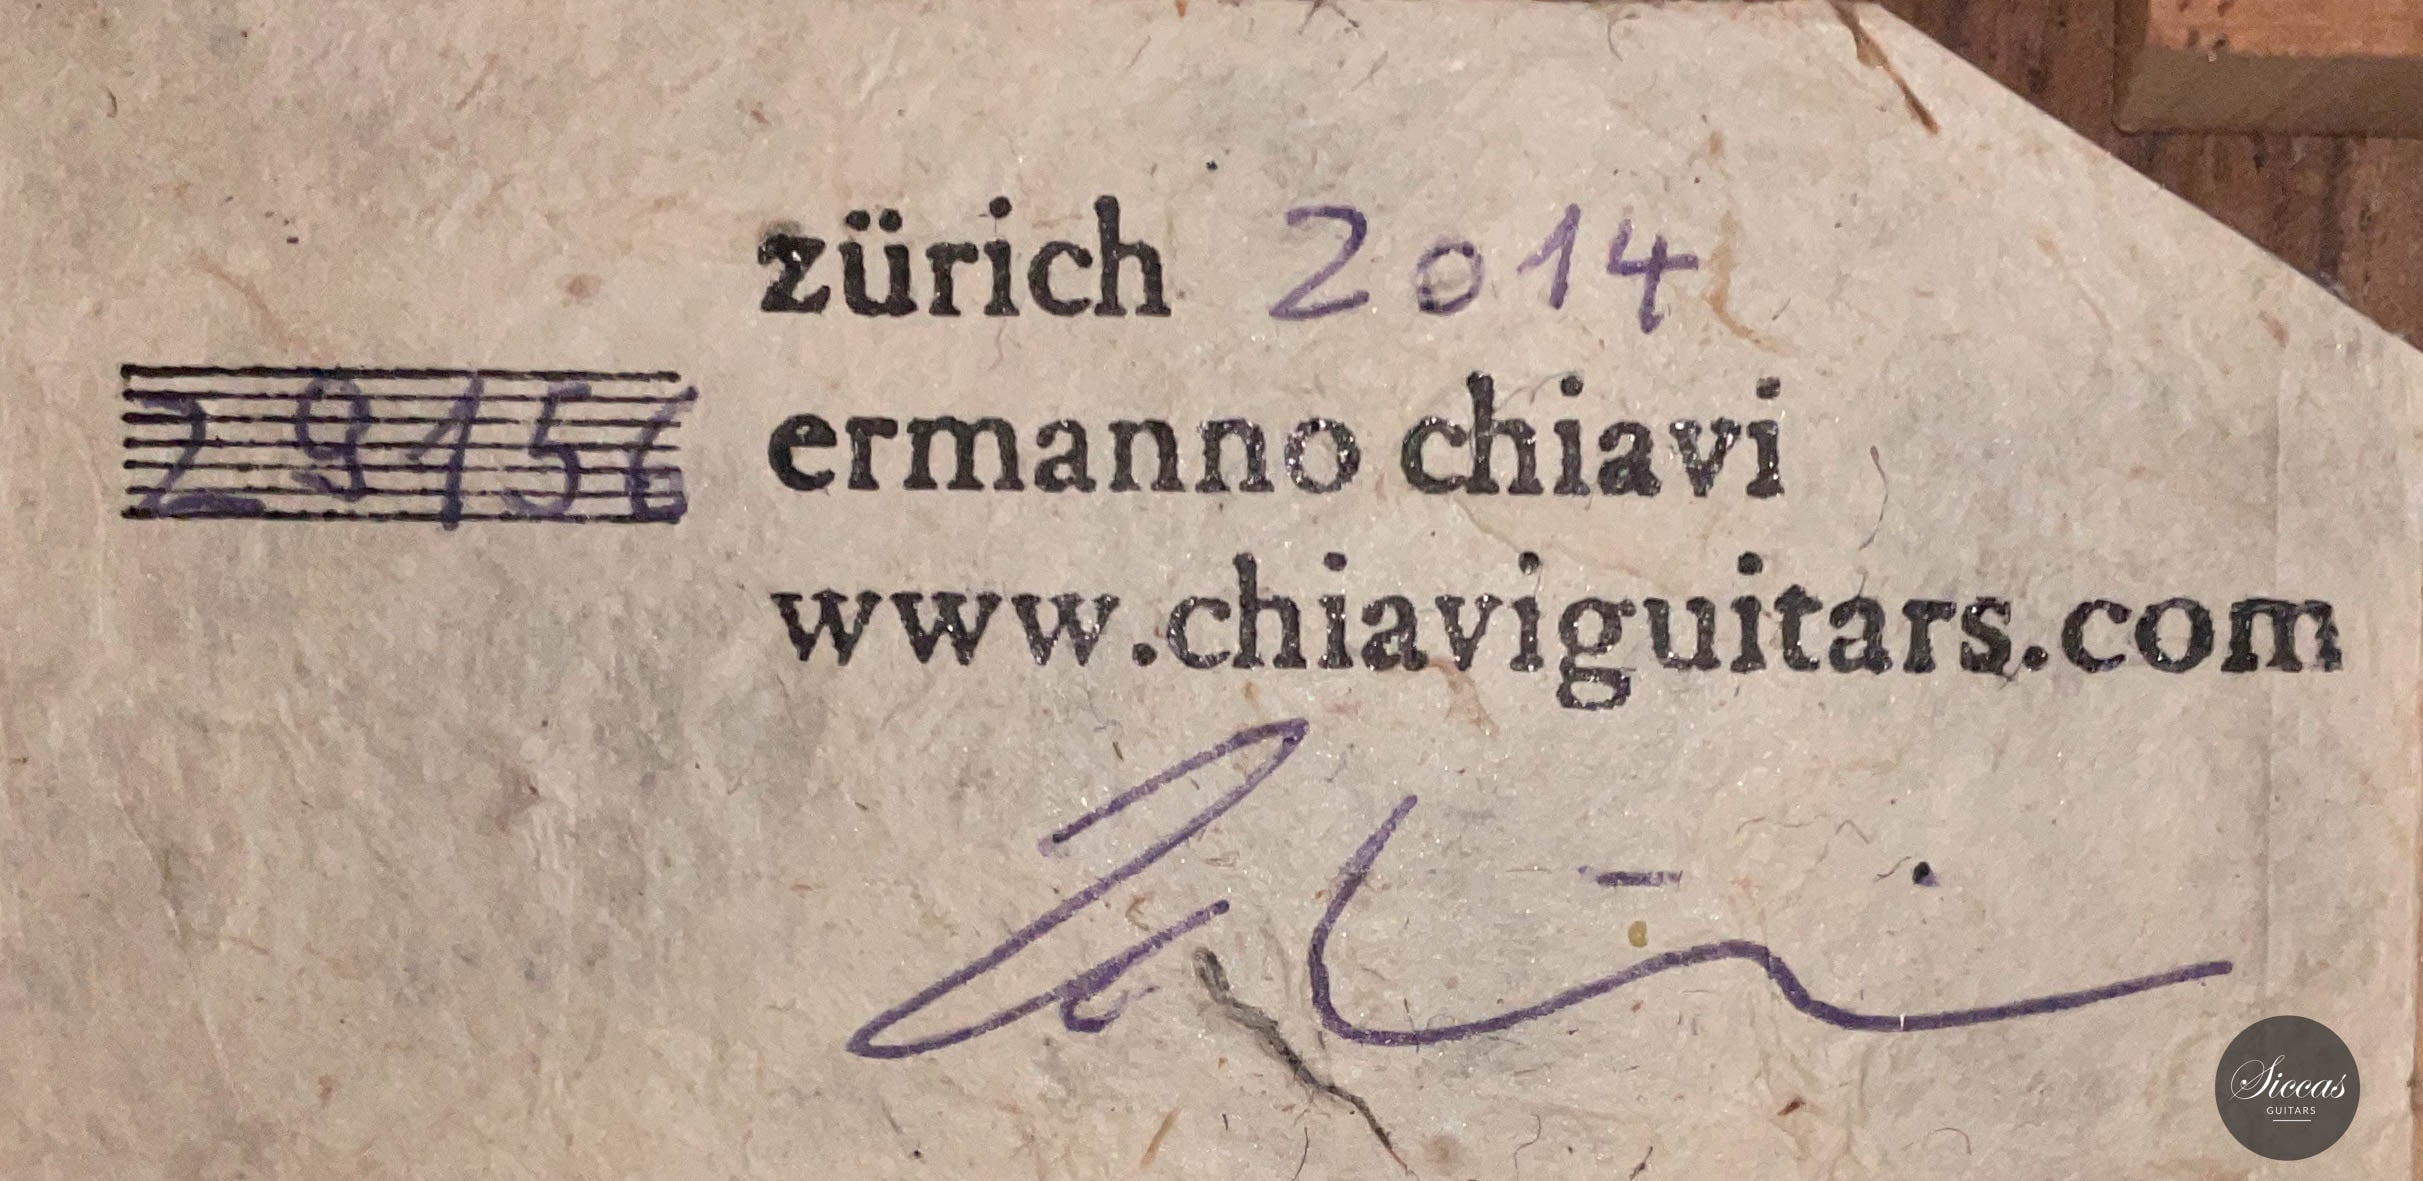 zürich 2014
29156
ermanno chiavi
www.chiaviguitars.com
Siccas
GUITARS